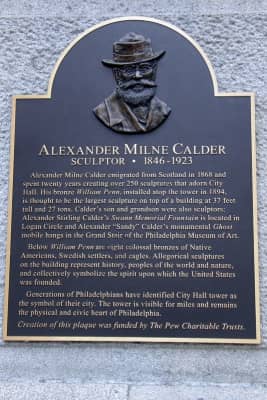 ALEXANDER MILNE CALDER
SCULPTOR • 1846-1923
Alexander Milne Calder emigrated from Scotland in 1868 and
spent twenty years creating over 250 sculptures that adorn City
Hall. His bronze William Penn, installed atop the tower in 1894,
is thought to be the largest sculpture on top of a building at 37 feet
tall and 27 tons. Calder's son and grandson were also sculptors;
Alexander Stirling Calder's Swann Memorial Fountain is located in
Logan Circle and Alexander "Sandy" Calder's monumental Ghost
mobile hangs in the Grand Stair of the Philadelphia Museum of Art.
Below William Penn are eight colossal bronzes of Native
Americans, Swedish settlers, and eagles. Allegorical sculptures
on the building represent history, peoples of the world and nature,
and collectively symbolize the spirit upon which the United States
was founded.
Generations of Philadelphians have identified City Hall tower as
the symbol of their city. The tower is visible for miles and remains
the physical and civic heart of Philadelphia.
Creation of this plaque was funded by The Pew Charitable Trusts.